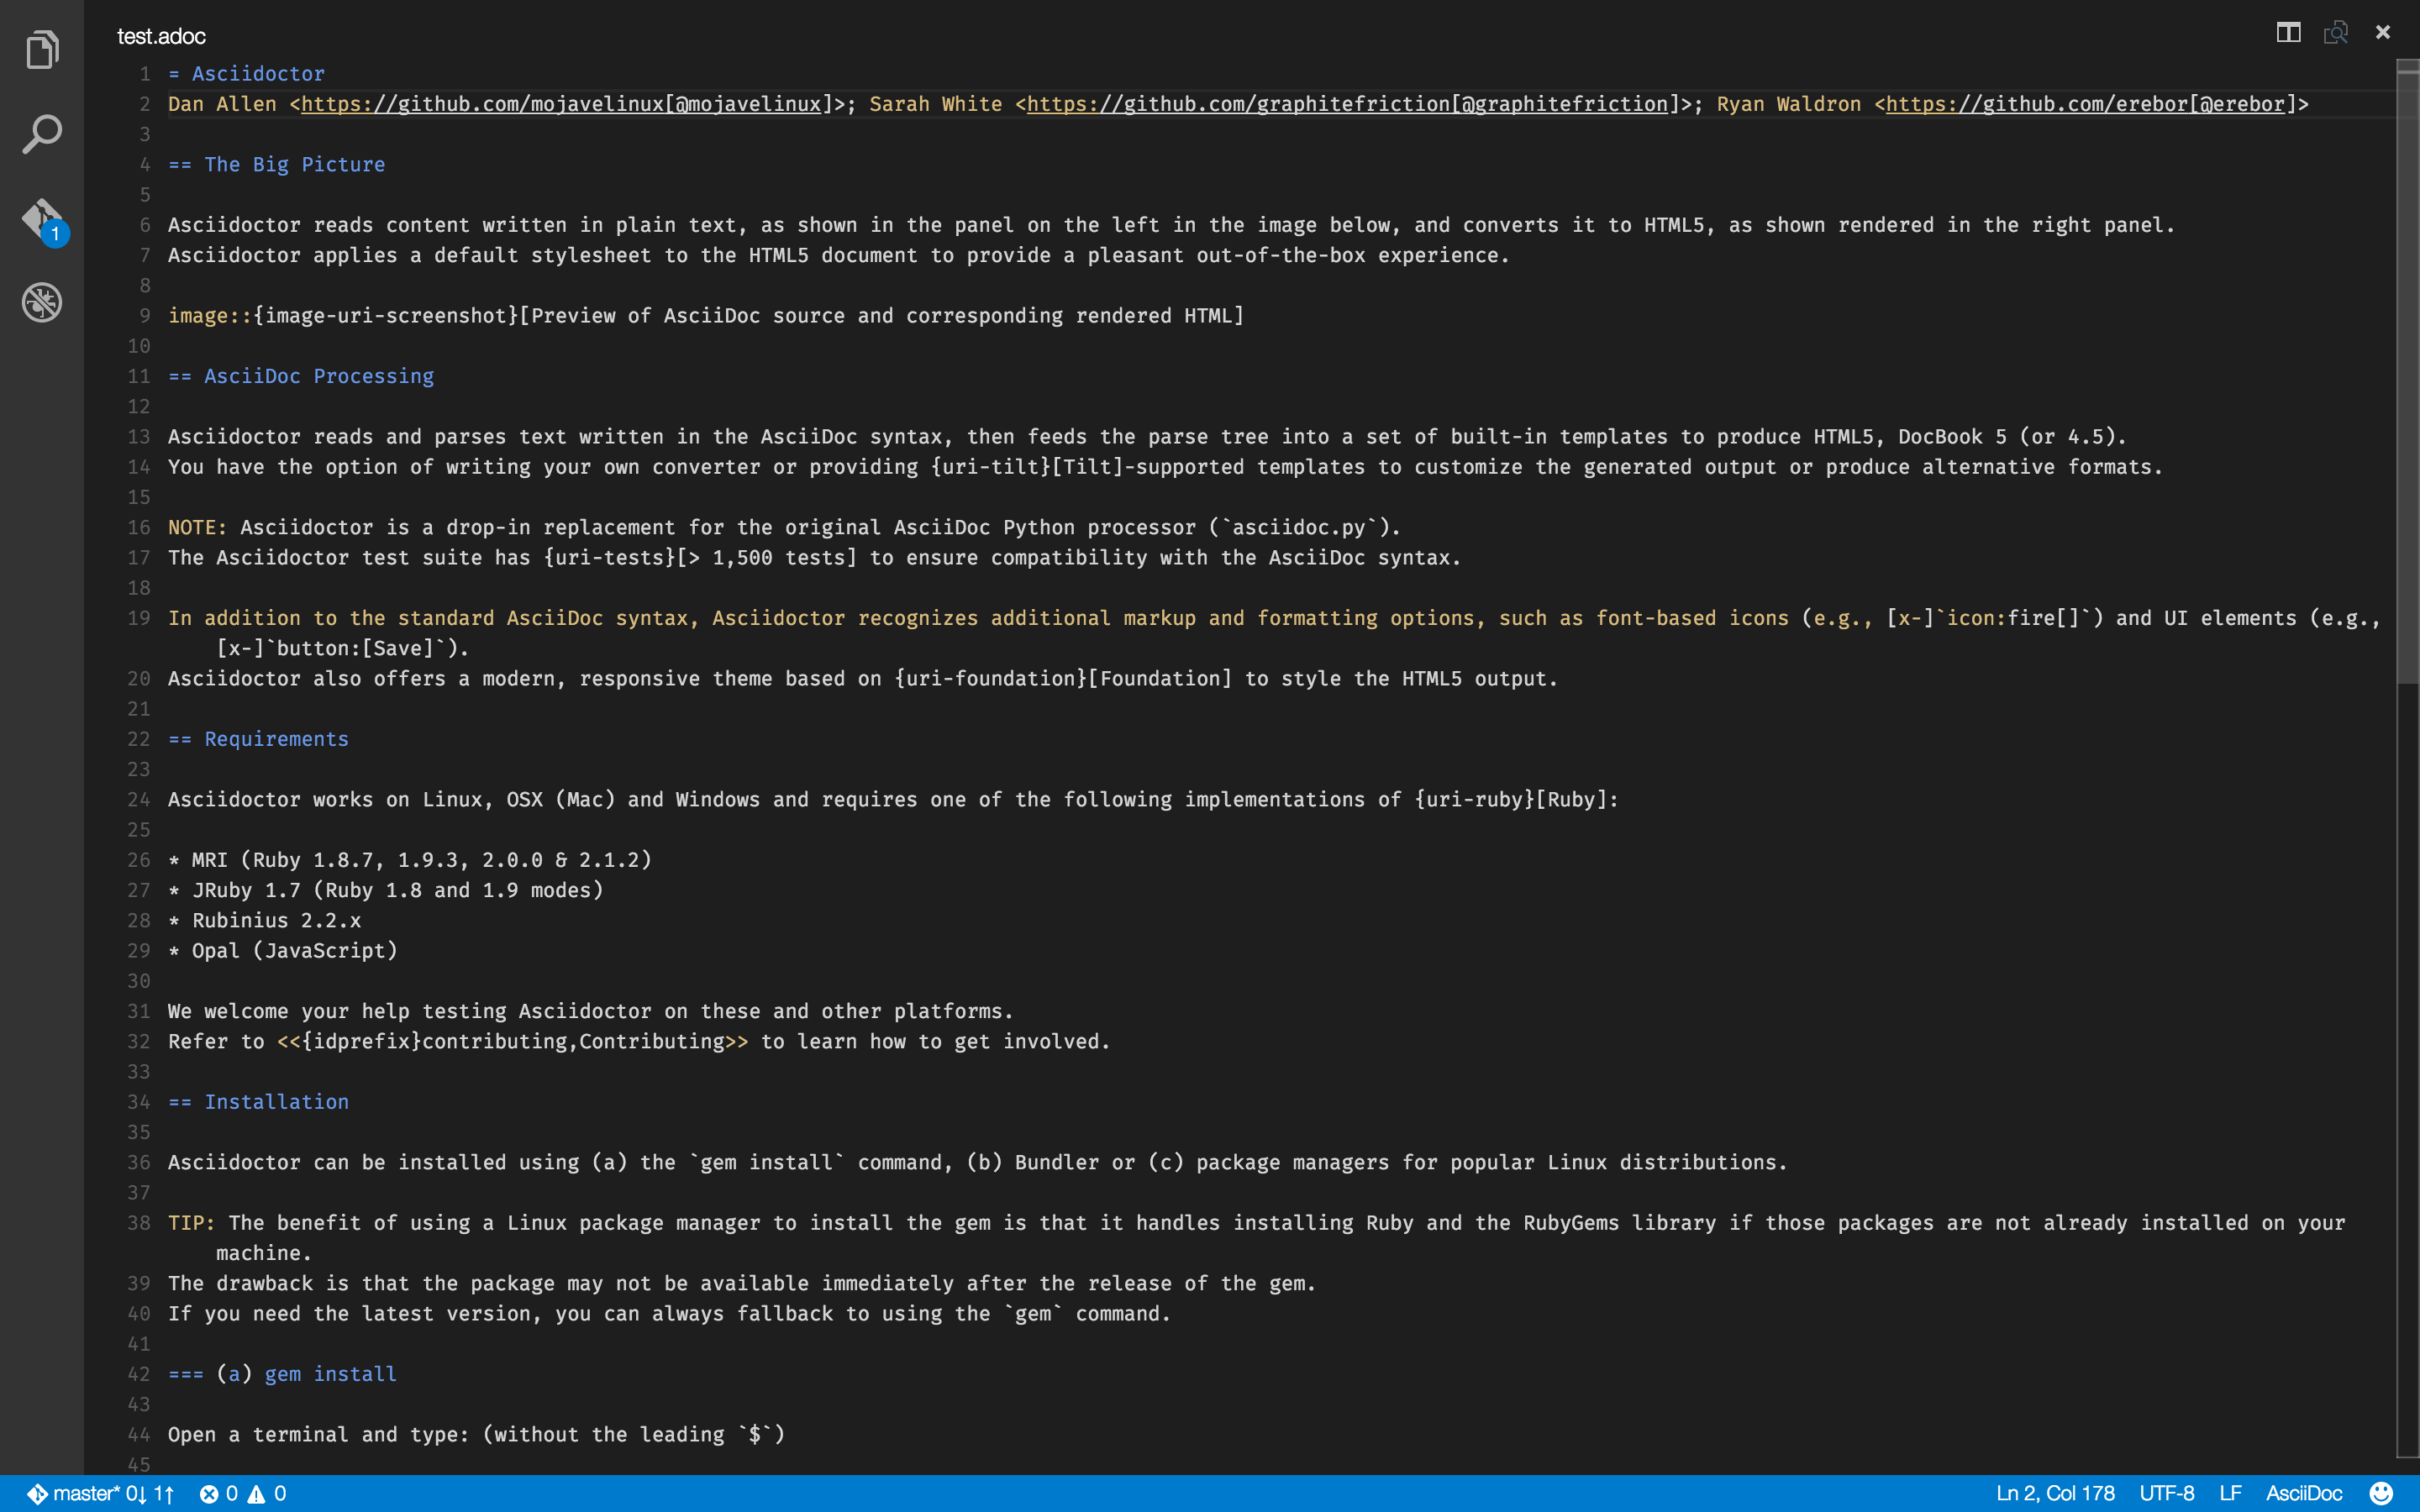 test.adoc
1 = Asciidoctor
2 Dan Allen <https://github.com/mojavelinux[@mojavelinux]>; Sarah White <https://github.com/graphitefriction[@graphitefriction]>; Ryan Waldron <https://github.com/erebor[@erebor]>
3
4 == The Big Picture
5
6 Asciidoctor reads content written in plain text, as shown in the panel on the left in the image below, and converts it to HTML5, as shown rendered in the right panel.
7 Asciidoctor applies a default stylesheet to the HTML5 document to provide a pleasant out-of-the-box experience.
8
9 image::{image-uri-screenshot}[Preview of AsciiDoc source and corresponding rendered HTML]
10
11 == AsciiDoc Processing
12
13 Asciidoctor reads and parses text written in the AsciiDoc syntax, then feeds the parse tree into a set of built-in templates to produce HTML5, DocBook 5 (or 4.5).
14 You have the option of writing your own converter or providing {uri-tilt}[Tilt]-supported templates to customize the generated output or produce alternative formats.
15
16 NOTE: Asciidoctor is a drop-in replacement for the original AsciiDoc Python processor (`asciidoc.py`).
17 The Asciidoctor test suite has {uri-tests}[> 1,500 tests] to ensure compatibility with the AsciiDoc syntax.
18
19 In addition to the standard AsciiDoc syntax, Asciidoctor recognizes additional markup and formatting options, such as font-based icons (e.g., [x-]`icon:fire[]`) and UI elements (e.g.,
[x-]`button:[Save]`).
20 Asciidoctor also offers a modern, responsive theme based on {uri-foundation}[Foundation] to style the HTML5 output.
21
22 == Requirements
23
24 Asciidoctor works on Linux, OSX (Mac) and Windows and requires one of the following implementations of {uri-ruby}[Ruby]:
25
26 * MRI (Ruby 1.8.7, 1.9.3, 2.0.0 & 2.1.2)
27 * JRuby 1.7 (Ruby 1.8 and 1.9 modes)
28 * Rubinius 2.2.x
29 * Opal (JavaScript)
30
31 We welcome your help testing Asciidoctor on these and other platforms.
32 Refer to <<{idprefix}contributing,Contributing>> to learn how to get involved.
33
34 == Installation
35
36 Asciidoctor can be installed using (a) the `gem install` command, (b) Bundler or (c) package managers for popular Linux distributions.
37
38 TIP: The benefit of using a Linux package manager to install the gem is that it handles installing Ruby and the RubyGems library if those packages are not already installed on your
machine.
39 The drawback is that the package may not be available immediately after the release of the gem.
40 If you need the latest version, you can always fallback to using the `gem` command.
41
42 === (a) gem install
43
44 Open a terminal and type: (without the leading `$`)
45
1
master* 0↓ 1↑ 0 0 Ln 2, Col 178 UTF-8 LF AsciiDoc